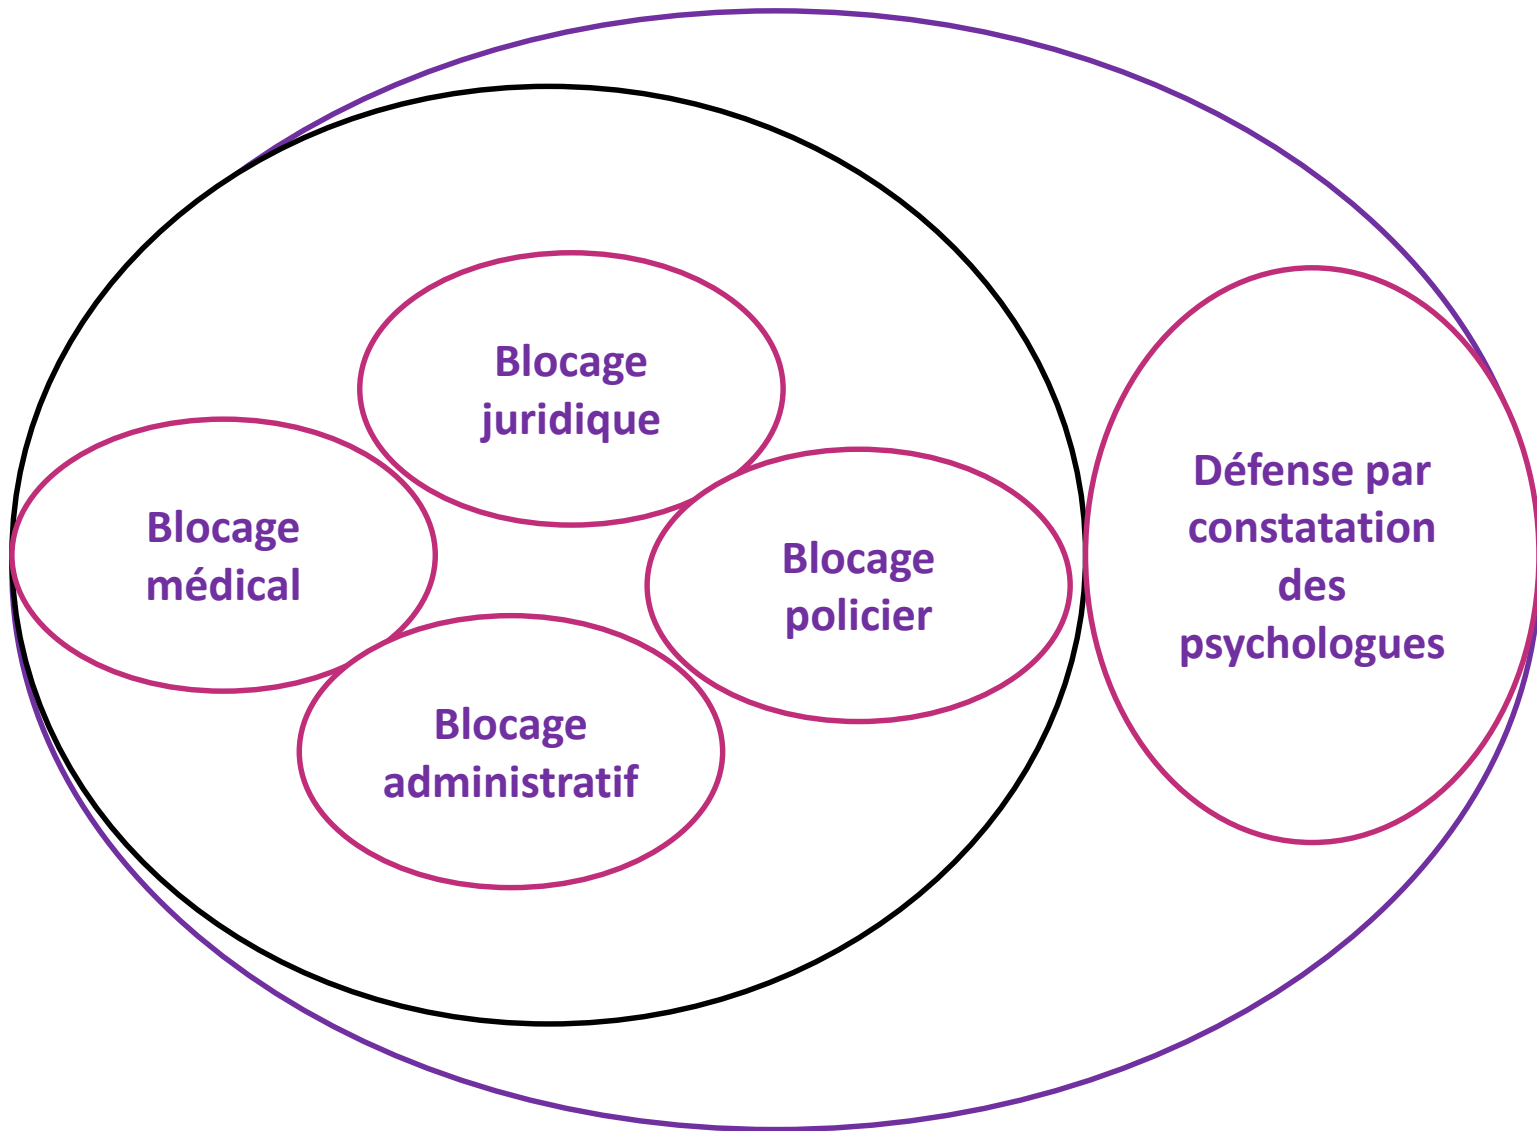 Blocage
juridique
Blocage
médical
Blocage
policier
Blocage
administratif
Défense par
constatation
des
psychologues